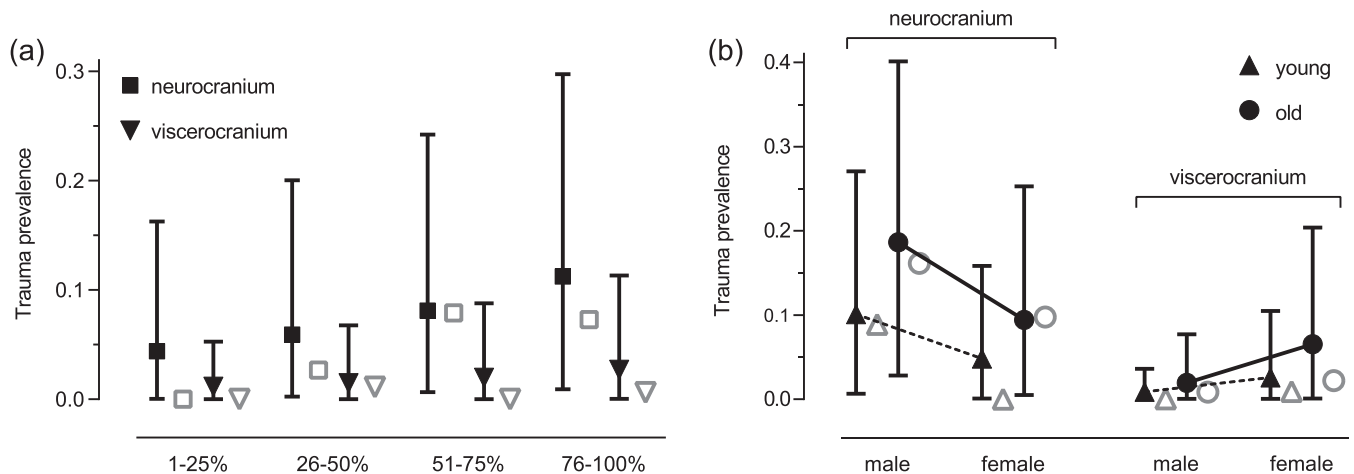 (a)
Trauma prevalence
0.3
0.2
0.1
0.0
neurocranium
viscerocranium
1-25% 26-50% 51-75% 76-100%
(b)
Trauma prevalence
0.4
0.3
0.2
0.1
0.0
neurocranium
young
old
viscerocranium
male female male female